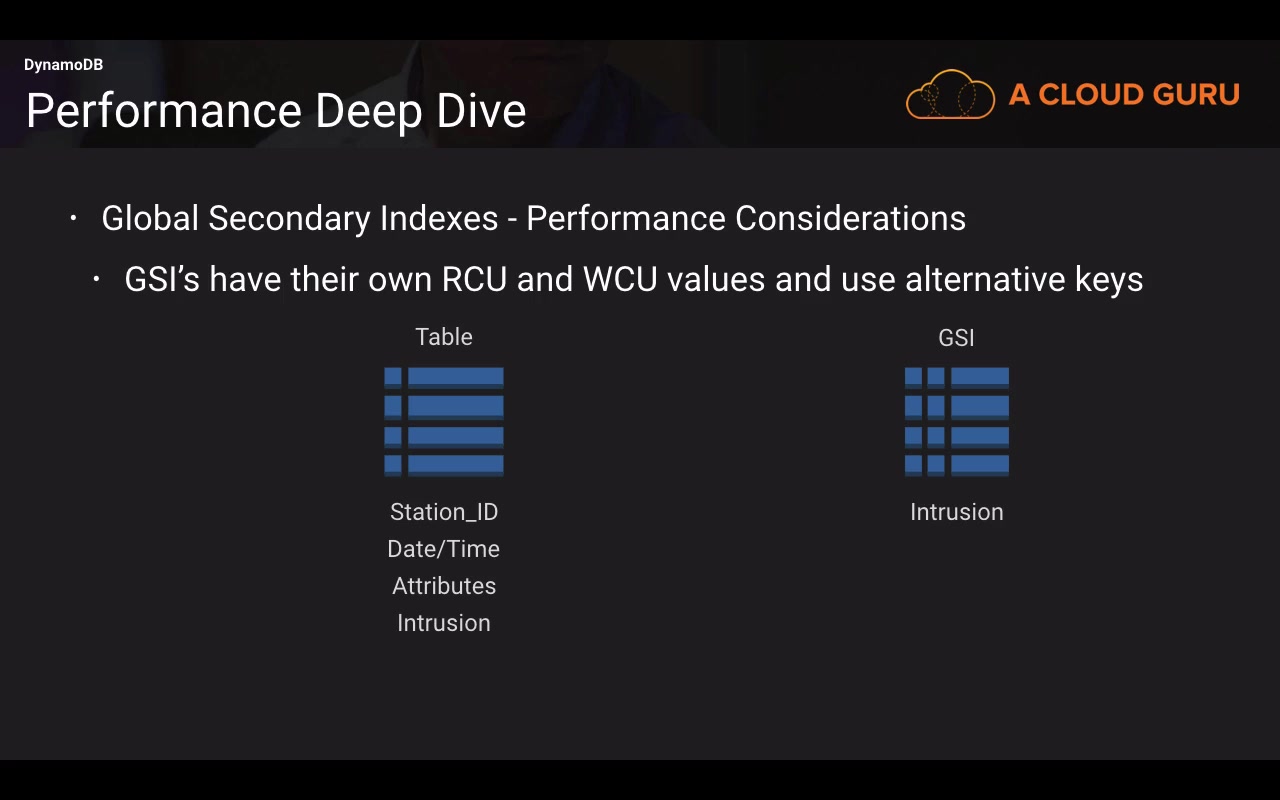 DynamoDB
Performance Deep Dive
A CLOUD GURU
• Global Secondary Indexes - Performance Considerations
• GSI’s have their own RCU and WCU values and use alternative keys
Table
Station_ID
Date/Time
Attributes
Intrusion
GSI
Intrusion